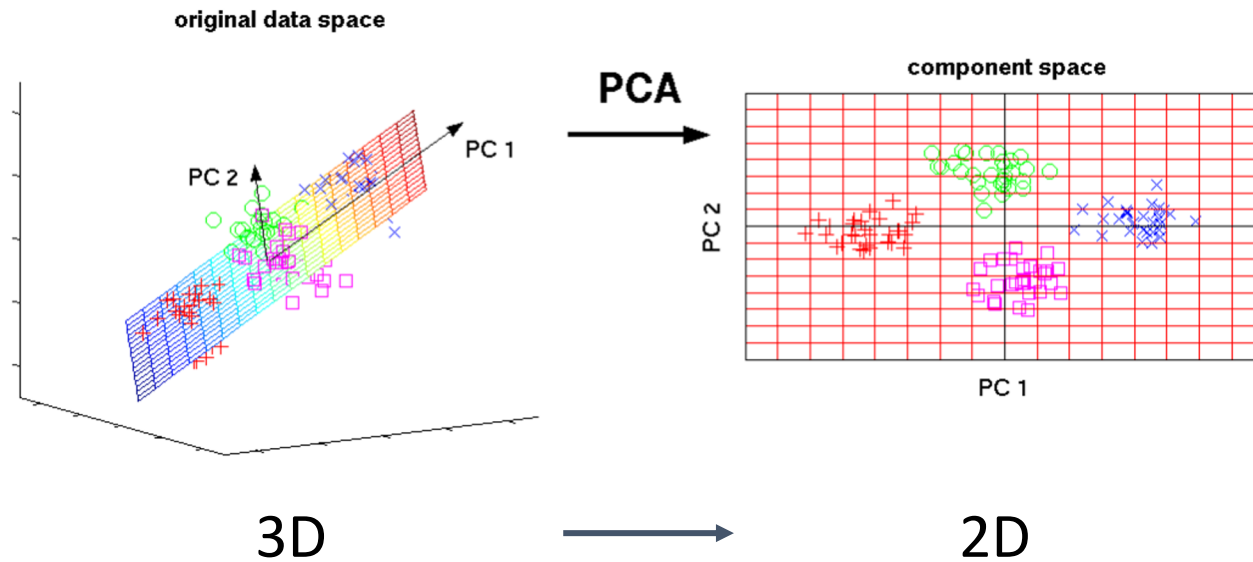 original data space
PC 1
PC 2
PCA
component space
PC 2
PC 1
3D
2D